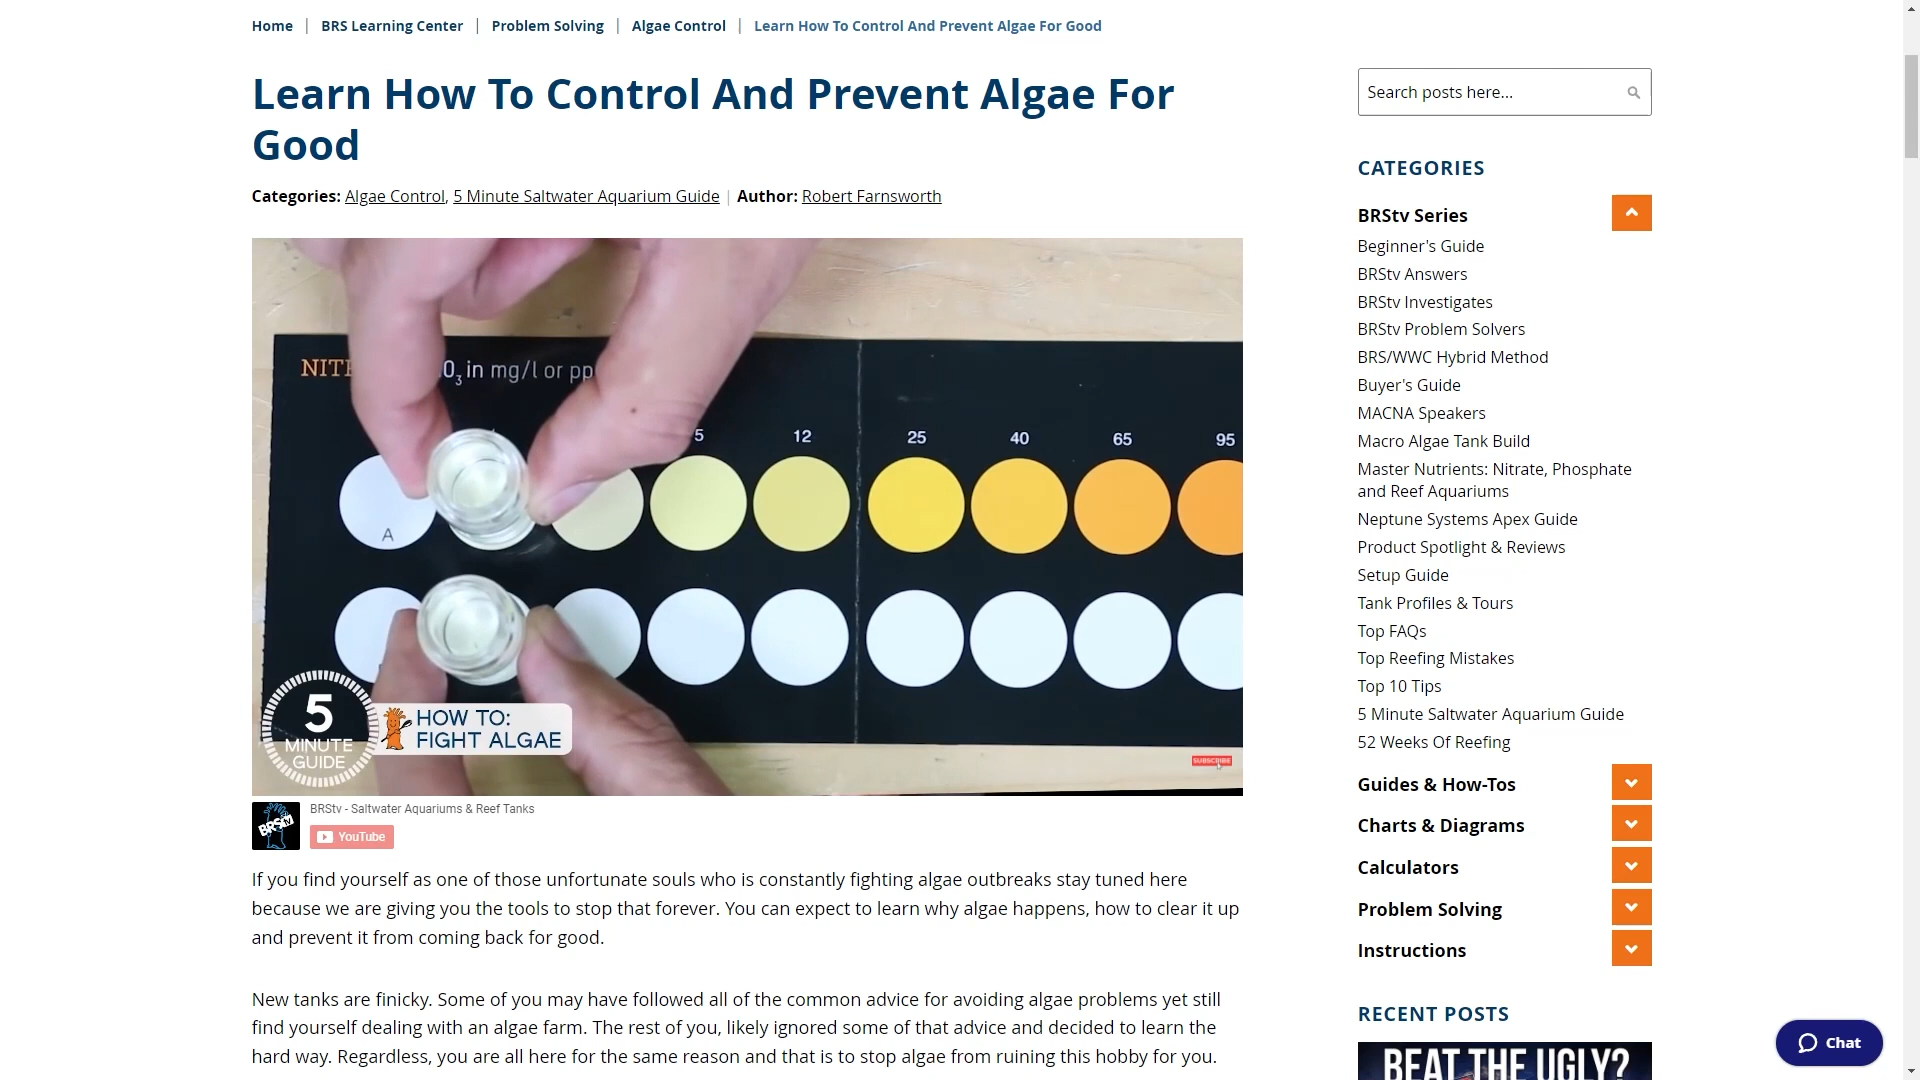 Home | BRS Learning Center | Problem Solving | Algae Control | Learn How To Control And Prevent Algae For Good
Learn How To Control And Prevent Algae For
Good
Categories: Algae Control, 5 Minute Saltwater Aquarium Guide | Author: Robert Farnsworth
O3 in mg/l or
5 12 25 40 65 95
A
5
MINUTE
GUIDE
HOW TO:
FIGHT ALGAE
SUBSCRIBE
BRStv
BRStv - Saltwater Aquariums & Reef Tanks
YouTube
If you find yourself as one of those unfortunate souls who is constantly fighting algae outbreaks stay tuned here
because we are giving you the tools to stop that forever. You can expect to learn why algae happens, how to clear it up
and prevent it from coming back for good.
New tanks are finicky. Some of you may have followed all of the common advice for avoiding algae problems yet still
find yourself dealing with an algae farm. The rest of you, likely ignored some of that advice and decided to learn the
hard way. Regardless, you are all here for the same reason and that is to stop algae from ruining this hobby for you.
Search posts here...
CATEGORIES
BRStv Series
Beginner's Guide
BRStv Answers
BRStv Investigates
BRStv Problem Solvers
BRS/WWC Hybrid Method
Buyer's Guide
MACNA Speakers
Macro Algae Tank Build
Master Nutrients: Nitrate, Phosphate
and Reef Aquariums
Neptune Systems Apex Guide
Product Spotlight & Reviews
Setup Guide
Tank Profiles & Tours
Top FAQs
Top Reefing Mistakes
Top 10 Tips
5 Minute Saltwater Aquarium Guide
52 Weeks Of Reefing
Guides & How-Tos
Charts & Diagrams
Calculators
Problem Solving
Instructions
RECENT POSTS
BEAT THE UGLY?
Chat